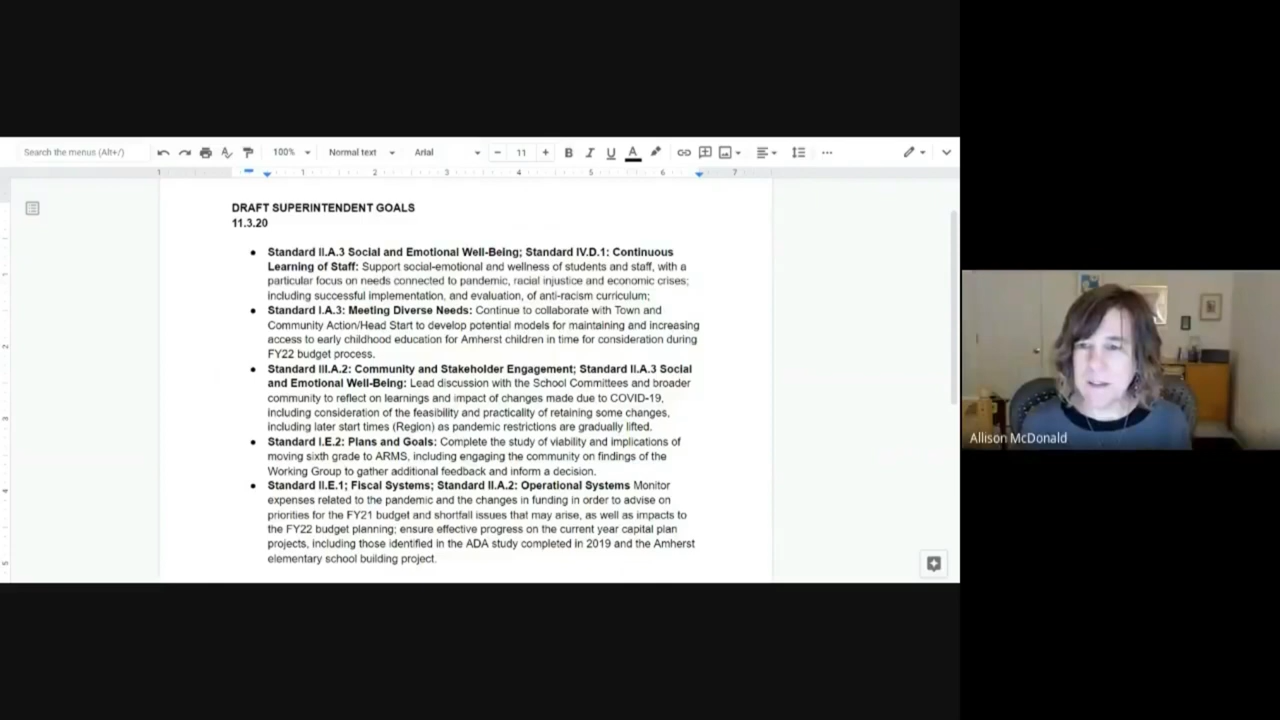 Search the menus (Alt+/)
100%
Normal text
Arial
11
1 1 2 3 4 5 6 7
DRAFT SUPERINTENDENT GOALS
11.3.20
● Standard II.A.3 Social and Emotional Well-Being; Standard IV.D.1: Continuous
Learning of Staff: Support social-emotional and wellness of students and staff, with a
particular focus on needs connected to pandemic, racial injustice and economic crises;
including successful implementation, and evaluation, of anti-racism curriculum;
● Standard I.A.3: Meeting Diverse Needs: Continue to collaborate with Town and
Community Action/Head Start to develop potential models for maintaining and increasing
access to early childhood education for Amherst children in time for consideration during
FY22 budget process.
● Standard III.A.2: Community and Stakeholder Engagement; Standard II.A.3 Social
and Emotional Well-Being: Lead discussion with the School Committees and broader
community to reflect on learnings and impact of changes made due to COVID-19,
including consideration of the feasibility and practicality of retaining some changes,
including later start times (Region) as pandemic restrictions are gradually lifted.
● Standard I.E.2: Plans and Goals: Complete the study of viability and implications of
moving sixth grade to ARMS, including engaging the community on findings of the
Working Group to gather additional feedback and inform a decision.
● Standard II.E.1; Fiscal Systems; Standard II.A.2: Operational Systems Monitor
expenses related to the pandemic and the changes in funding in order to advise on
priorities for the FY21 budget and shortfall issues that may arise, as well as impacts to
the FY22 budget planning; ensure effective progress on the current year capital plan
projects, including those identified in the ADA study completed in 2019 and the Amherst
elementary school building project.
Allison McDonald